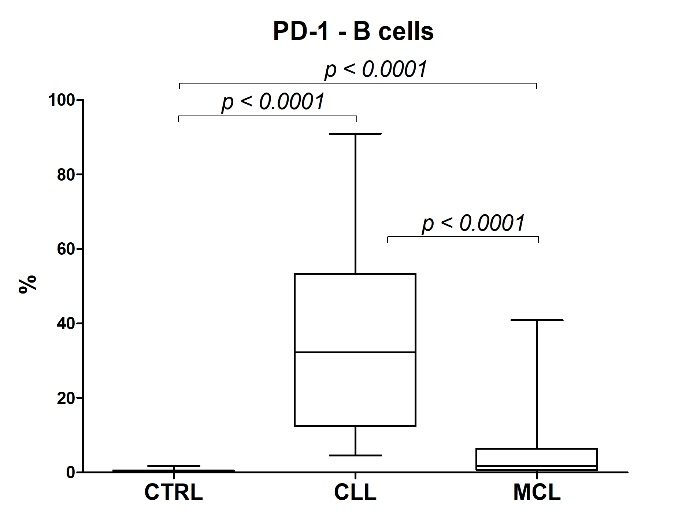 PD-1 - B cells
p < 0.0001
p < 0.0001
p < 0.0001
%
100
80
60
40
20
0
CTRL
CLL
MCL